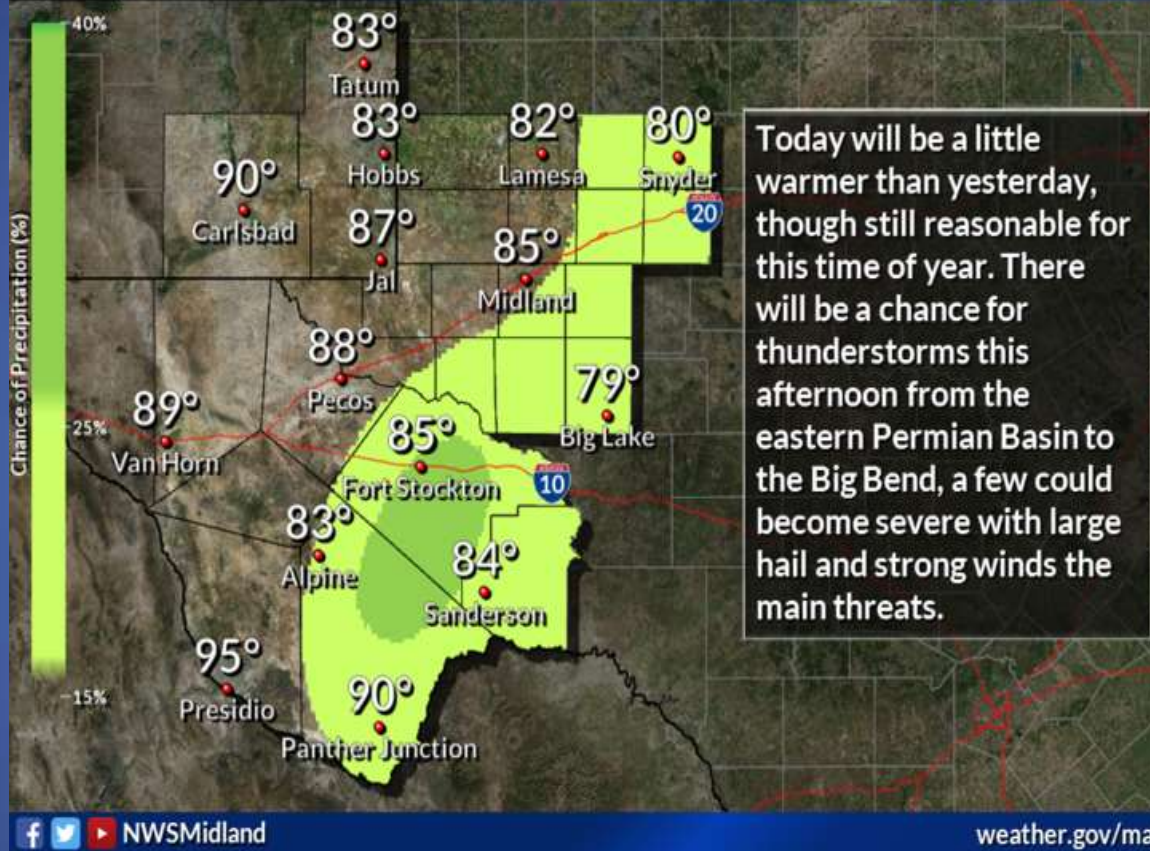 40%
83°
Tatum
83°
Hobbs
82°
Lamesa
80°
Snyder
90°
Carlsbad
87°
Jal
85°
Midland
20
88°
Pecos
79°
Big Lake
89°
Van Horn
85°
Fort Stockton
10
83°
Alpine
84°
Sanderson
95°
Presidio
90°
Panther Junction
Chance of Precipitation (%)
25%
15%
Today will be a little
warmer than yesterday,
though still reasonable for
this time of year. There
will be a chance for
thunderstorms this
afternoon from the
eastern Permian Basin to
the Big Bend, a few could
become severe with large
hail and strong winds the
main threats.
NWSMidland
weather.gov/ma